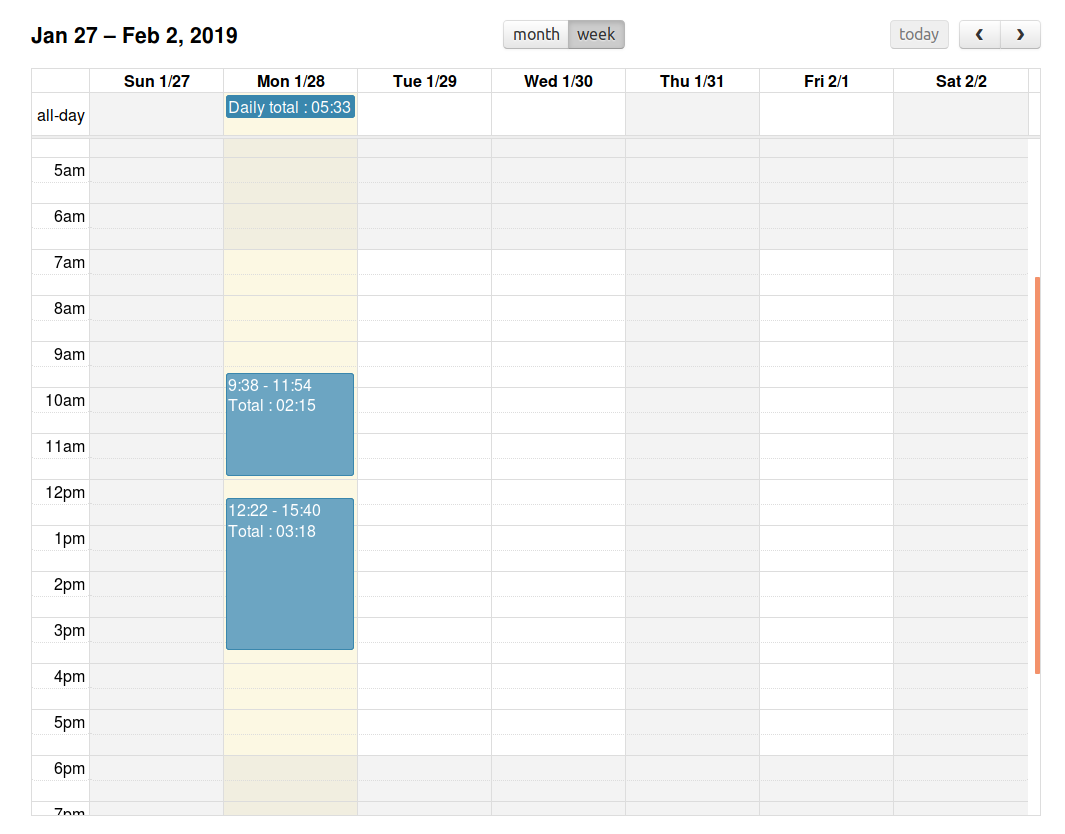 Jan 27 – Feb 2, 2019
month week
today
Sun 1/27 Mon 1/28 Tue 1/29 Wed 1/30 Thu 1/31 Fri 2/1 Sat 2/2
all-day Daily total : 05:33
5am
6am
7am
8am
9am
9:38 - 11:54
10am Total : 02:15
11am
12pm
12:22 - 15:40
Total : 03:18
1pm
2pm
3pm
4pm
5pm
6pm
7pm